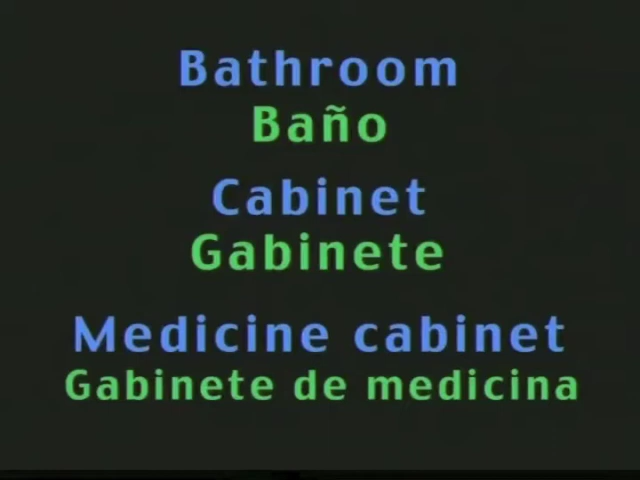 Bathroom
Baño
Cabinet
Gabinete
Medicine cabinet
Gabinete de medicina